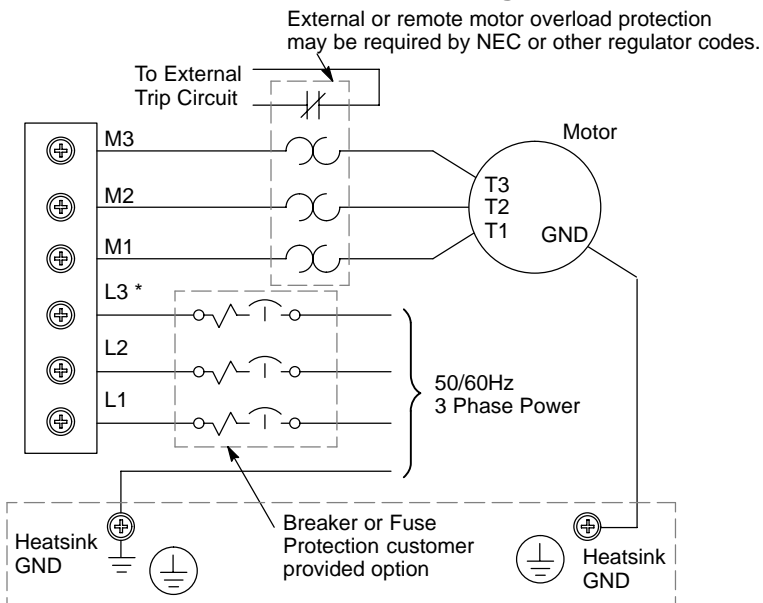 External or remote motor overload protection
may be required by NEC or other regulator codes.
To External
Trip Circuit
Motor
M3
M2
M1
T3
T2
T1
GND
L3 *
L2
L1
50/60Hz
3 Phase Power
Heatsink
GND
Breaker or Fuse
Protection customer
provided option
Heatsink
GND